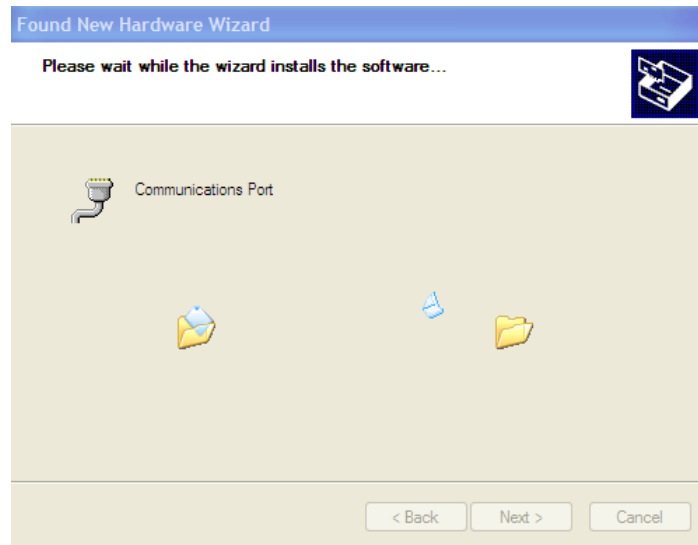 Found New Hardware Wizard
Please wait while the wizard installs the software...
Communications Port
< Back Next > Cancel